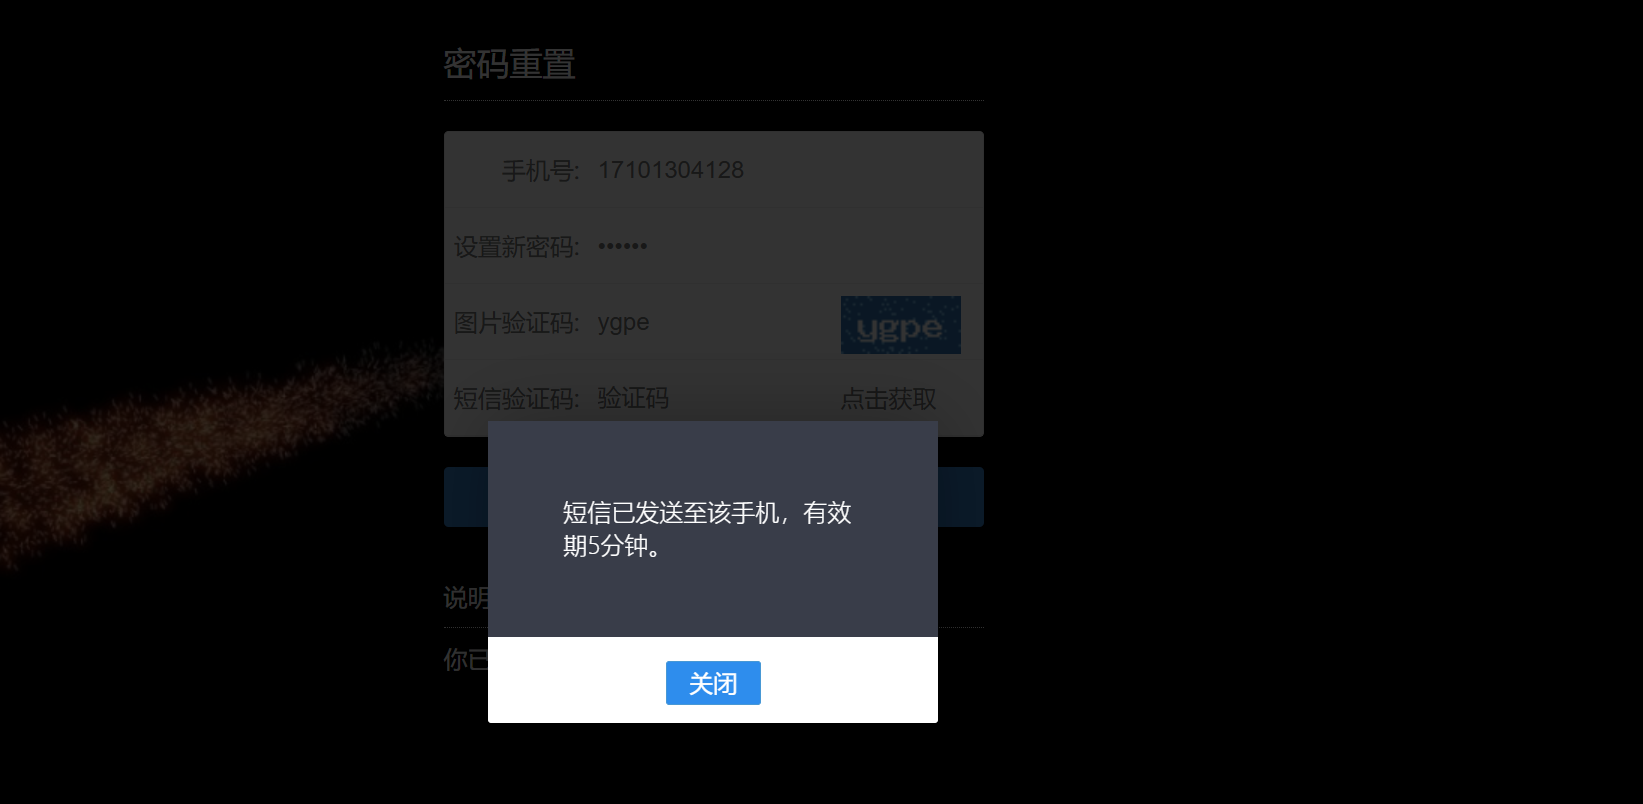 密码重置
手机号: 17101304128
设置新密码: ••••••
图片验证码: ygpe ygpe
短信验证码: 验证码 点击获取
短信已发送至该手机，有效
期5分钟。
说明
你已
关闭